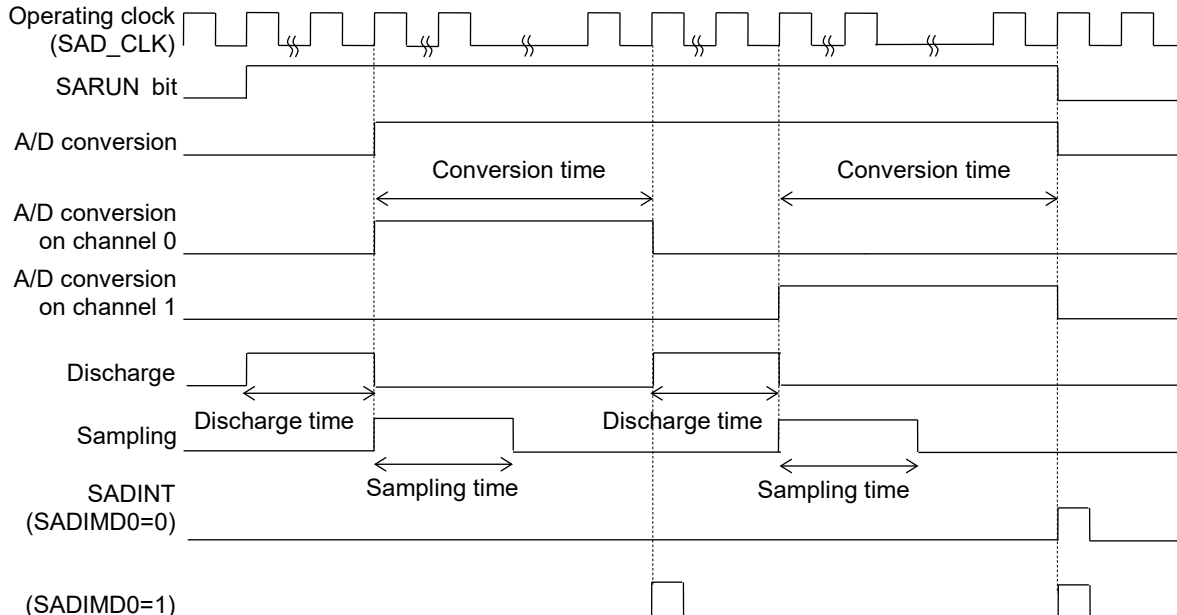 Operating clock
(SAD_CLK)
SARUN bit
A/D conversion
Conversion time
Conversion time
A/D conversion
on channel 0
A/D conversion
on channel 1
Discharge
Discharge time
Discharge time
Sampling
Sampling time
Sampling time
SADINT
(SADIMD0=0)
(SADIMD0=1)